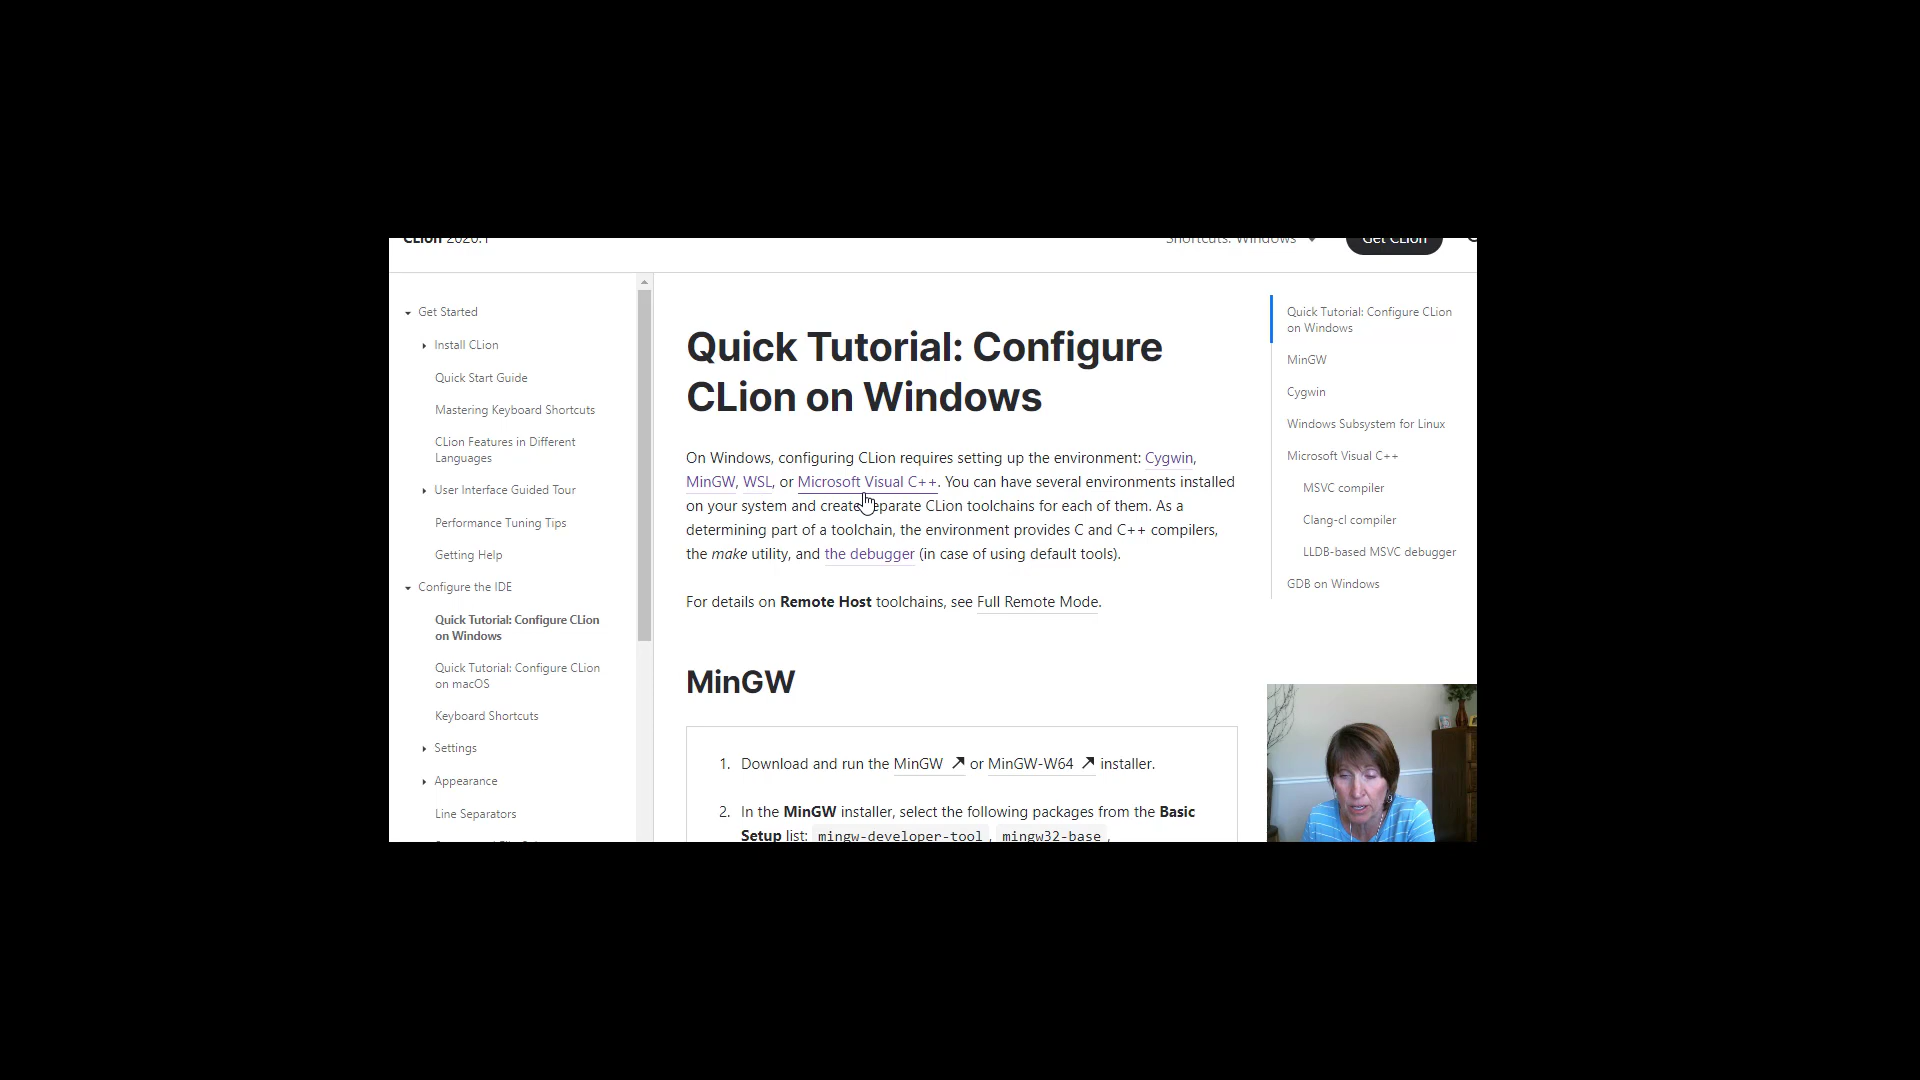 CLion 2020.1
Shortcuts: Windows
Get CLion
Get Started
Install CLion
Quick Start Guide
Mastering Keyboard Shortcuts
CLion Features in Different
Languages
User Interface Guided Tour
Performance Tuning Tips
Getting Help
Configure the IDE
Quick Tutorial: Configure CLion
on Windows
Quick Tutorial: Configure CLion
on macOS
Keyboard Shortcuts
Settings
Appearance
Line Separators
Quick Tutorial: Configure
CLion on Windows
On Windows, configuring CLion requires setting up the environment: Cygwin,
MinGW, WSL, or Microsoft Visual C++. You can have several environments installed
on your system and create eparate CLion toolchains for each of them. As a
determining part of a toolchain, the environment provides C and C++ compilers,
the make utility, and the debugger (in case of using default tools).
For details on Remote Host toolchains, see Full Remote Mode.
MinGW
1. Download and run the MinGW ↗ or MinGW-W64 ↗ installer.
2. In the MinGW installer, select the following packages from the Basic
Setup list: mingw-developer-tool , mingw32-base ,
Quick Tutorial: Configure CLion
on Windows
MinGW
Cygwin
Windows Subsystem for Linux
Microsoft Visual C++
MSVC compiler
Clang-cl compiler
LLDB-based MSVC debugger
GDB on Windows